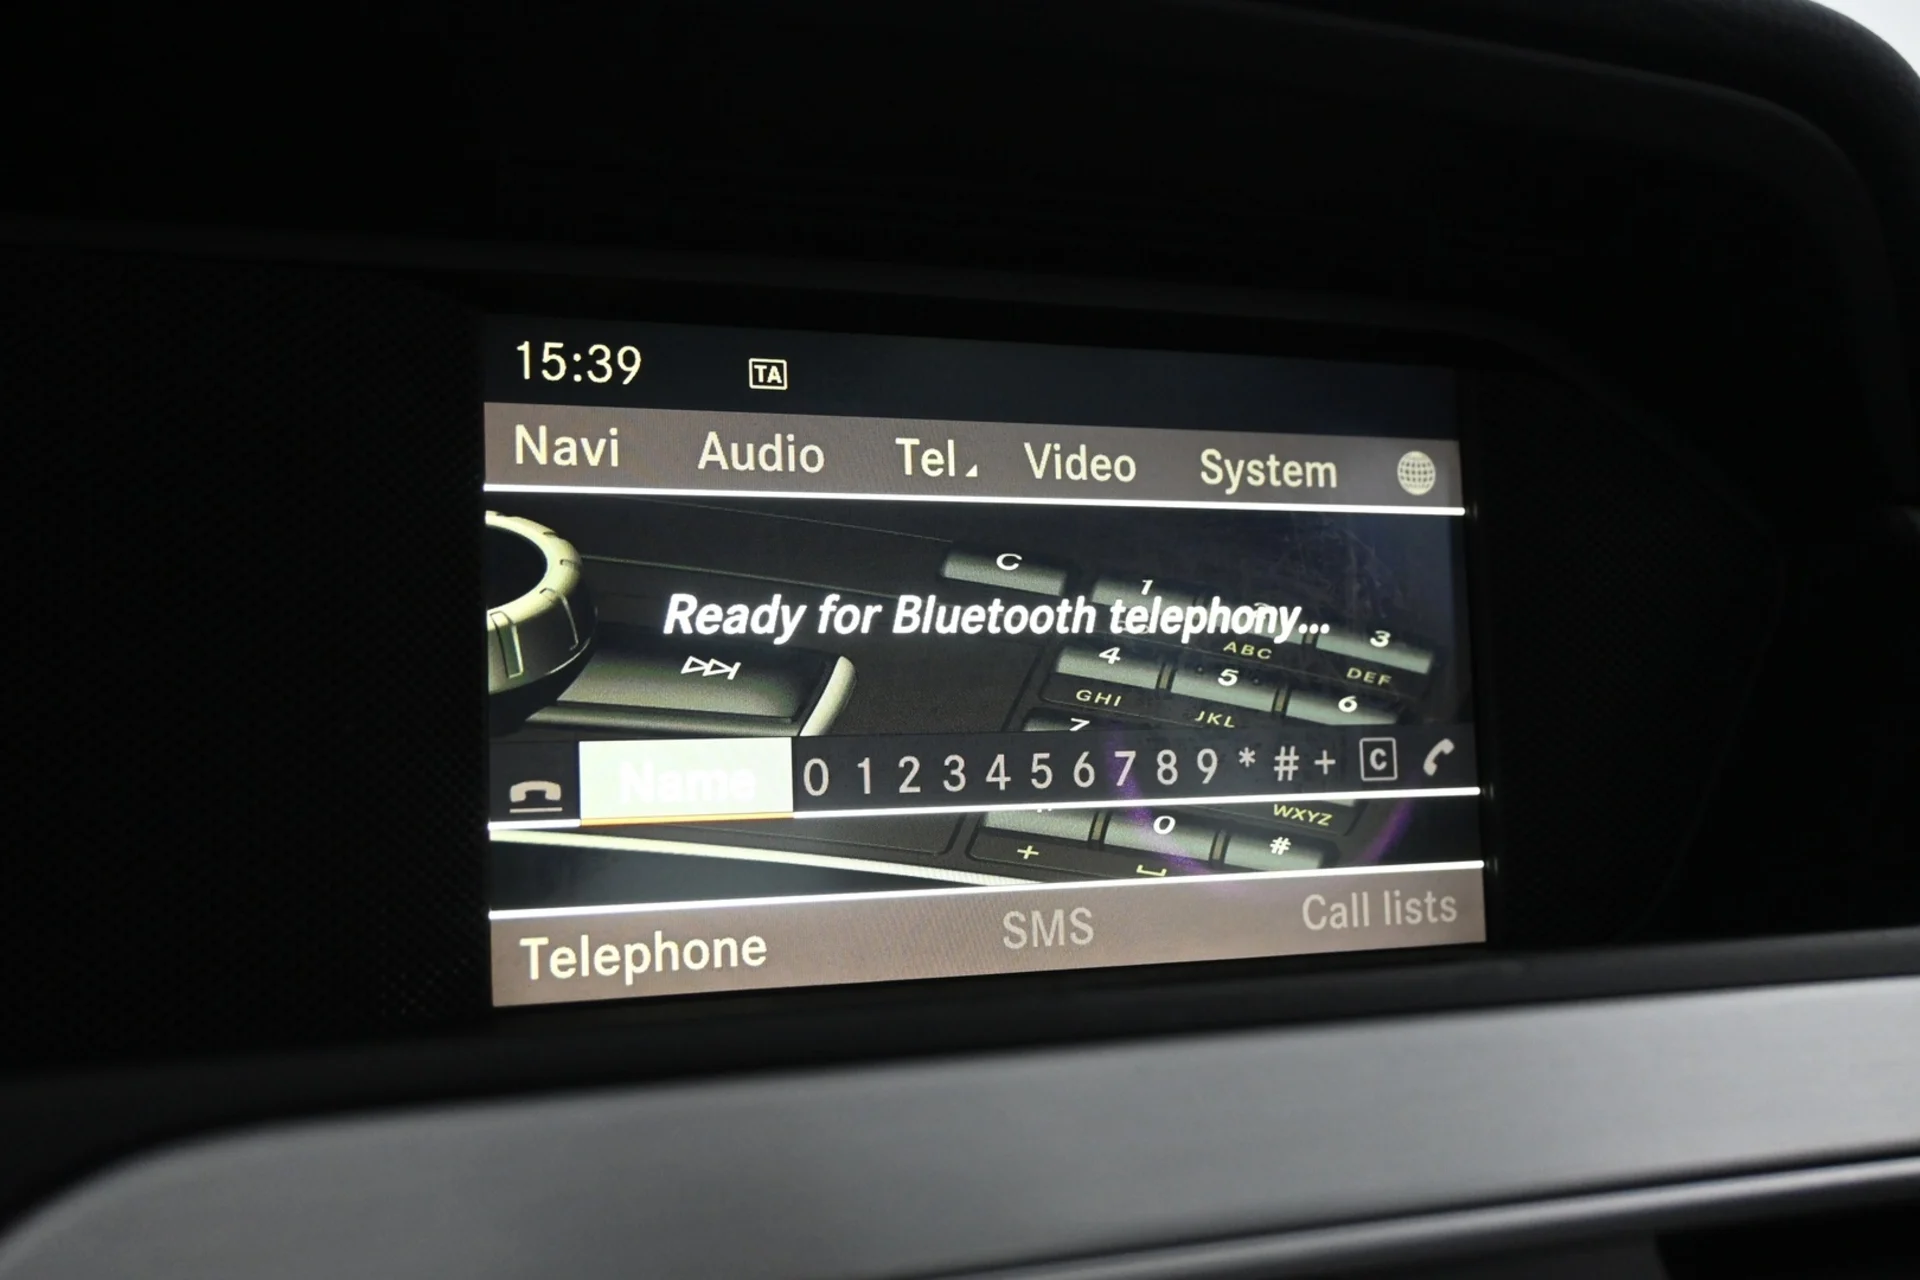 15:39 TA
Navi Audio Tel Video System
C
1
Ready for Bluetooth telephony...
3
ABC
4
DEF
5
GHI
6
JKL
7
Name 0 1 2 3 4 5 6 7 8 9 * # + C
WXYZ
0
#
+
Telephone SMS Call lists